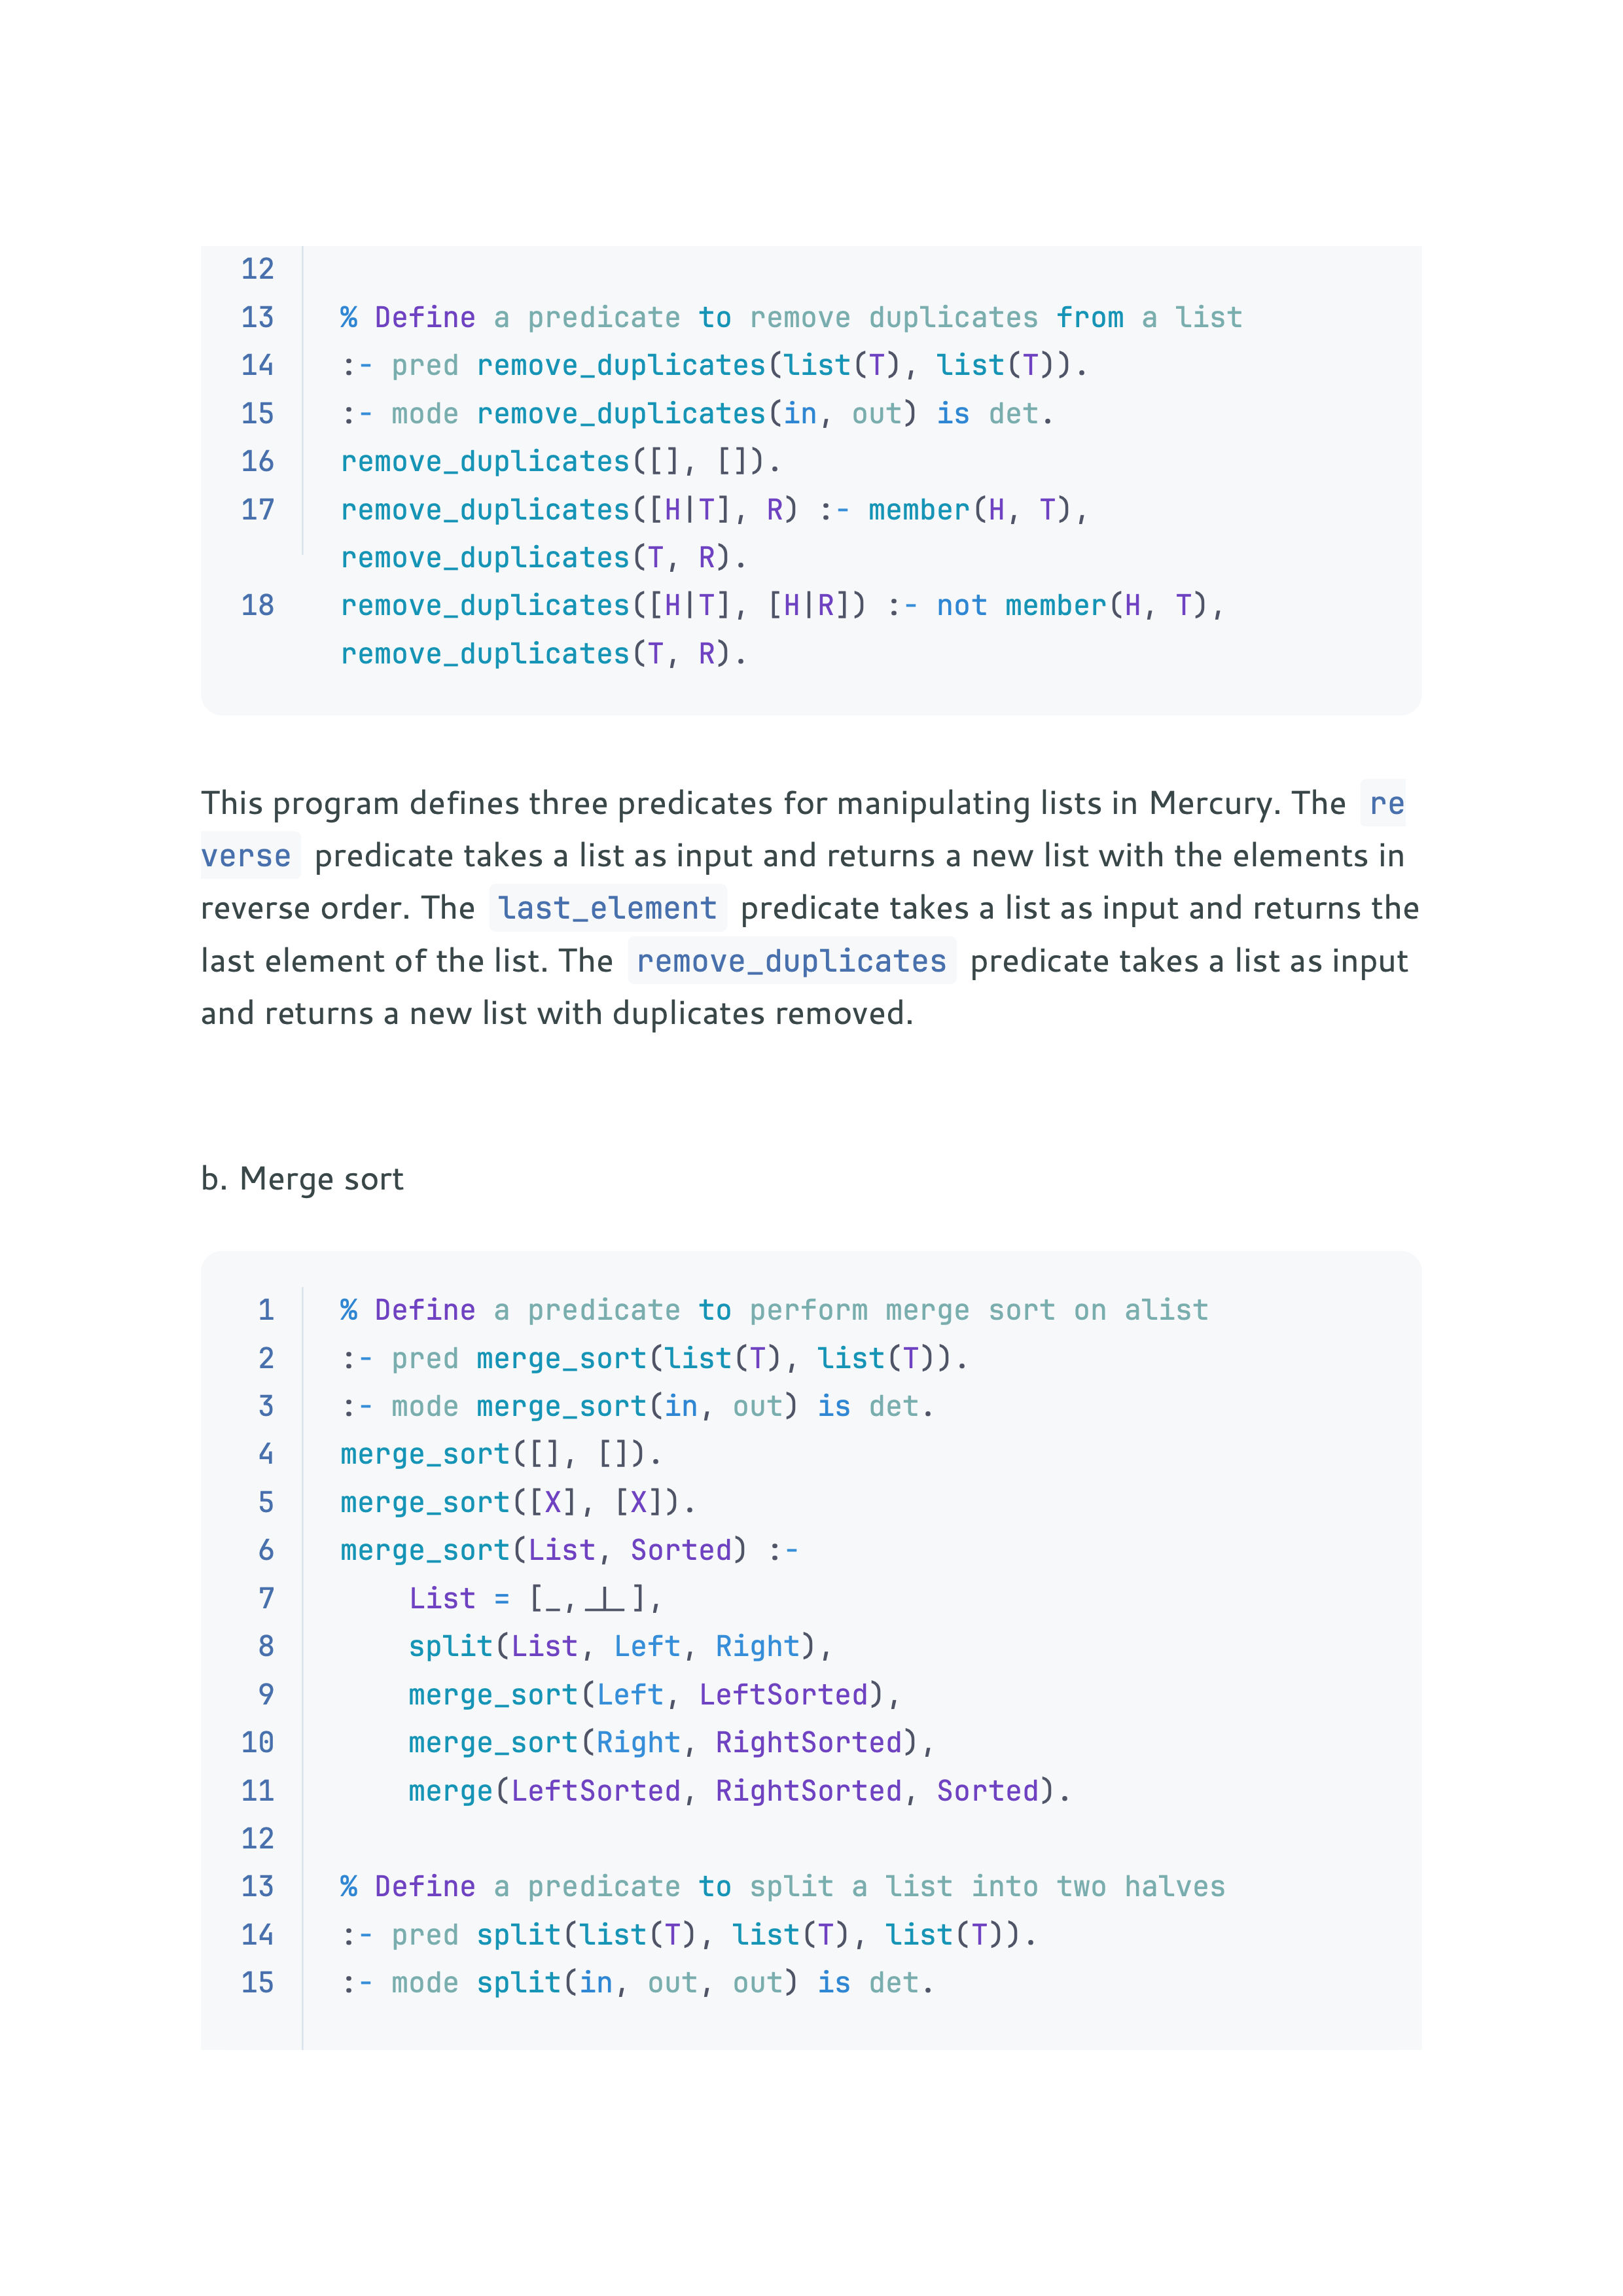 12
13 % Define a predicate to remove duplicates from a list
14 :- pred remove_duplicates(list(T), list(T)).
15 :- mode remove_duplicates(in, out) is det.
16 remove_duplicates([], []).
17 remove_duplicates([H|T], R) :- member(H, T),
remove_duplicates(T, R).
18 remove_duplicates([H|T], [H|R]) :- not member(H, T),
remove_duplicates(T, R).
This program defines three predicates for manipulating lists in Mercury. The re
verse predicate takes a list as input and returns a new list with the elements in
reverse order. The last_element predicate takes a list as input and returns the
last element of the list. The remove_duplicates predicate takes a list as input
and returns a new list with duplicates removed.
b. Merge sort
1 % Define a predicate to perform merge sort on alist
2 :- pred merge_sort(list(T), list(T)).
3 :- mode merge_sort(in, out) is det.
4 merge_sort([], []).
5 merge_sort([X], [X]).
6 merge_sort(List, Sorted) :-
7 List = [_,_|_],
8 split(List, Left, Right),
9 merge_sort(Left, LeftSorted),
10 merge_sort(Right, RightSorted),
11 merge(LeftSorted, RightSorted, Sorted).
12
13 % Define a predicate to split a list into two halves
14 :- pred split(list(T), list(T), list(T)).
15 :- mode split(in, out, out) is det.